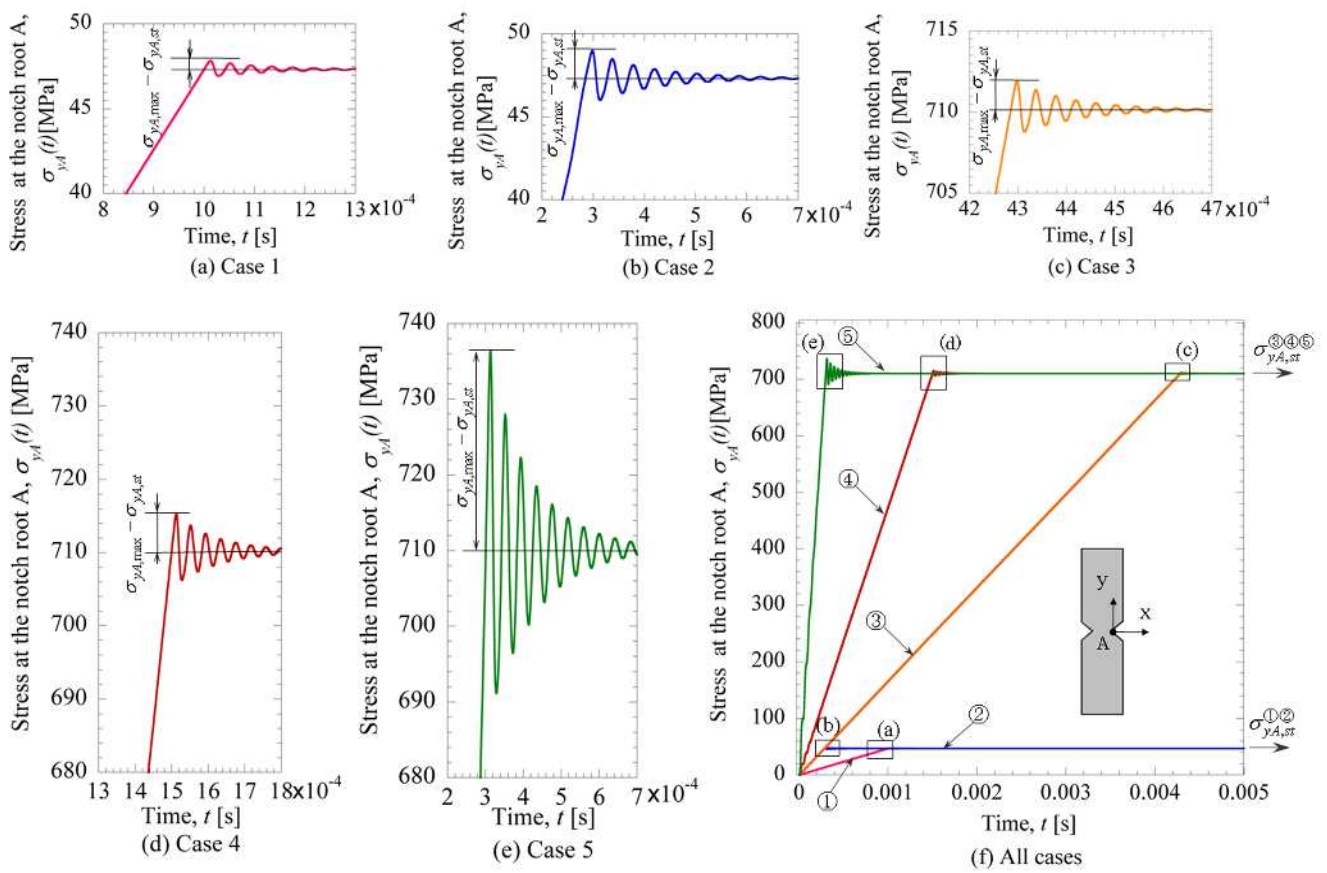 Stress at the notch root A,
σyA(t)[MPa]
50
45
40
σyA,max − σyA,st
8 9 10 11 12 13 ×10⁻⁴
Time, t [s]
(a) Case 1
Stress at the notch root A,
σyA(t)[MPa]
50
45
40
σyA,max − σyA,st
2 3 4 5 6 7 ×10⁻⁴
Time, t [s]
(b) Case 2
Stress at the notch root A,
σyA(t) [MPa]
715
710
705
σyA,max − σyA,st
42 43 44 45 46 47 ×10⁻⁴
Time, t [s]
(c) Case 3
Stress at the notch root A, σyA(t) [MPa]
740
730
720
710
700
690
680
σyA,max − σyA,st
13 14 15 16 17 18 ×10⁻⁴
Time, t [s]
(d) Case 4
Stress at the notch root A, σyA(t) [MPa]
740
730
720
710
700
690
680
σyA,max − σyA,st
2 3 4 5 6 7 ×10⁻⁴
Time, t [s]
(e) Case 5
Stress at the notch root A, σyA(t)[MPa]
800
700
600
500
400
300
200
100
0
(e) ⑤ (d) (c)
σyA,st③④⑤
④
③
y
x
A
(b) (a) ②
σyA,st①②
①
0 0.001 0.002 0.003 0.004 0.005
Time, t [s]
(f) All cases